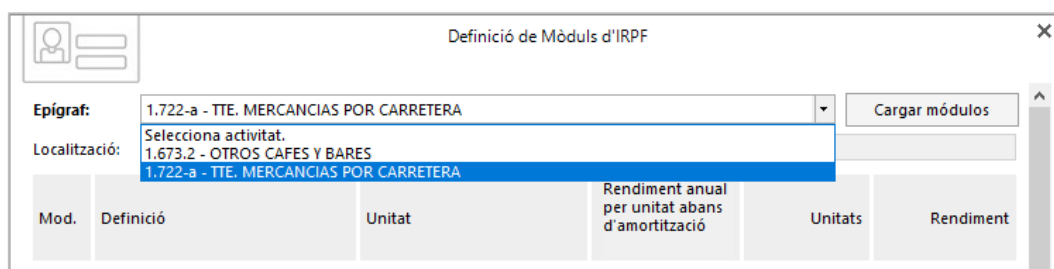 Definició de Mòduls d'IRPF
Epígraf:
1.722-a - TTE. MERCANCIAS POR CARRETERA
Cargar módulos
Selecciona activitat.
Localització:
1.673.2 - OTROS CAFES Y BARES
1.722-a - TTE. MERCANCIAS POR CARRETERA
Mod.
Definició
Unitat
Rendiment anual
per unitat abans
d'amortització
Unitats
Rendiment